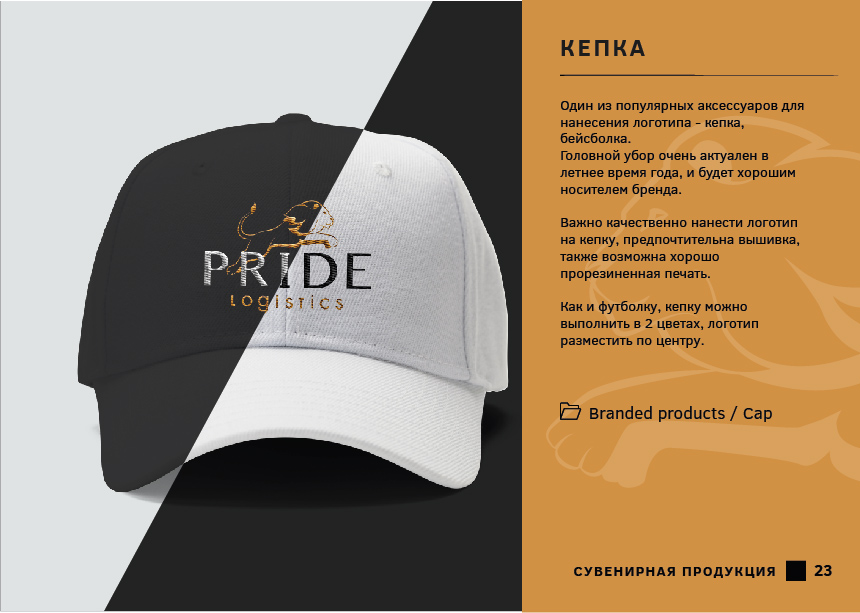 PRIDE
Logistics
КЕПКА
Один из популярных аксессуаров для
нанесения логотипа - кепка,
бейсболка.
Головной убор очень актуален в
летнее время года, и будет хорошим
носителем бренда.
Важно качественно нанести логотип
на кепку, предпочтительна вышивка,
также возможна хорошо
прорезиненная печать.
Как и футболку, кепку можно
выполнить в 2 цветах, логотип
разместить по центру.
Branded products / Cap
СУВЕНИРНАЯ ПРОДУКЦИЯ 23